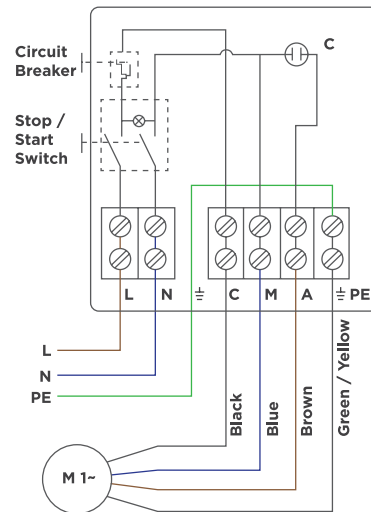 Circuit
Breaker
C
Stop /
Start
Switch
L N C M A PE
L
N
PE
Black
Blue
Brown
Green / Yellow
M 1~